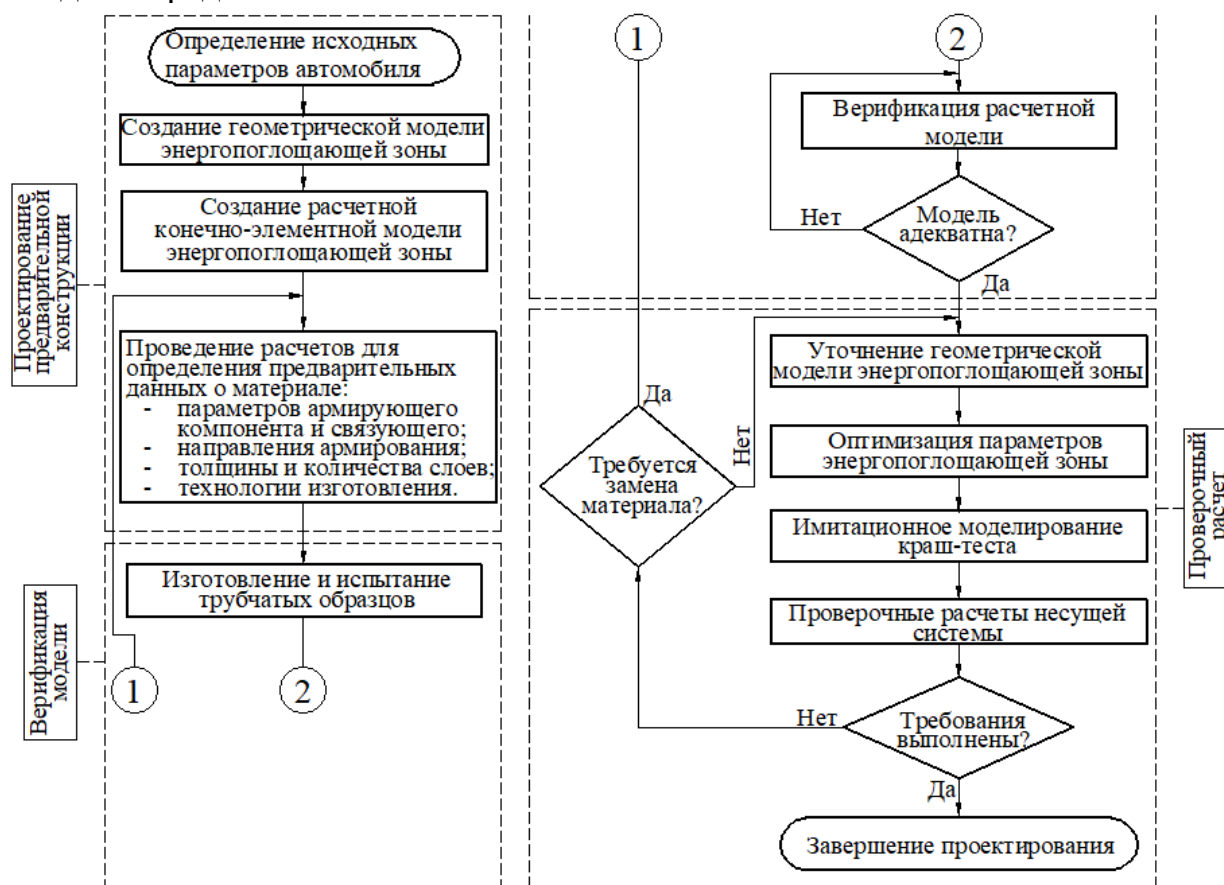 Определение исходных
параметров автомобиля
Создание геометрической модели
энергопоглощающей зоны
Создание расчетной
конечно-элементной модели
энергопоглощающей зоны
Проведение расчетов для
определения предварительных
данных о материале:
- параметров армирующего
компонента и связующего;
- направления армирования;
- толщины и количества слоев;
- технологии изготовления.
Проектирование
предварительной
конструкции
Изготовление и испытание
трубчатых образцов
1
2
Верификация
модели
1
2
Верификация расчетной
модели
Нет
Модель
адекватна?
Да
Уточнение геометрической
модели энергопоглощающей зоны
Да
Нет
Требуется
замена
материала?
Оптимизация параметров
энергопоглощающей зоны
Имитационное моделирование
краш-теста
Проверочные расчеты несущей
системы
Нет
Требования
выполнены?
Да
Завершение проектирования
Проверочный
расчет